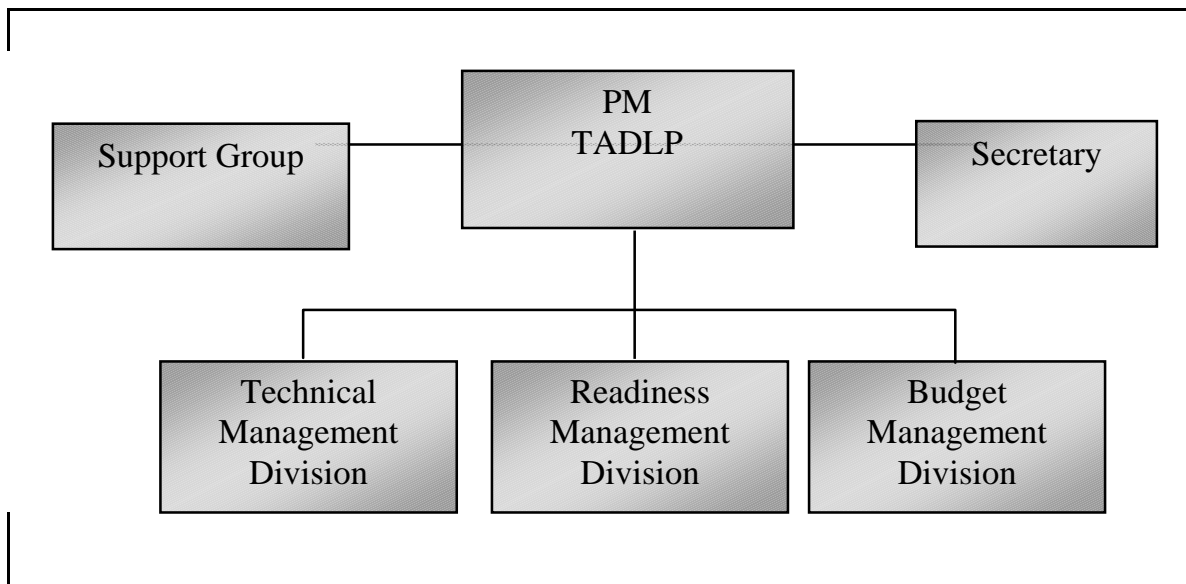 PM
TADLP
Support Group
Secretary
Technical
Management
Division
Readiness
Management
Division
Budget
Management
Division